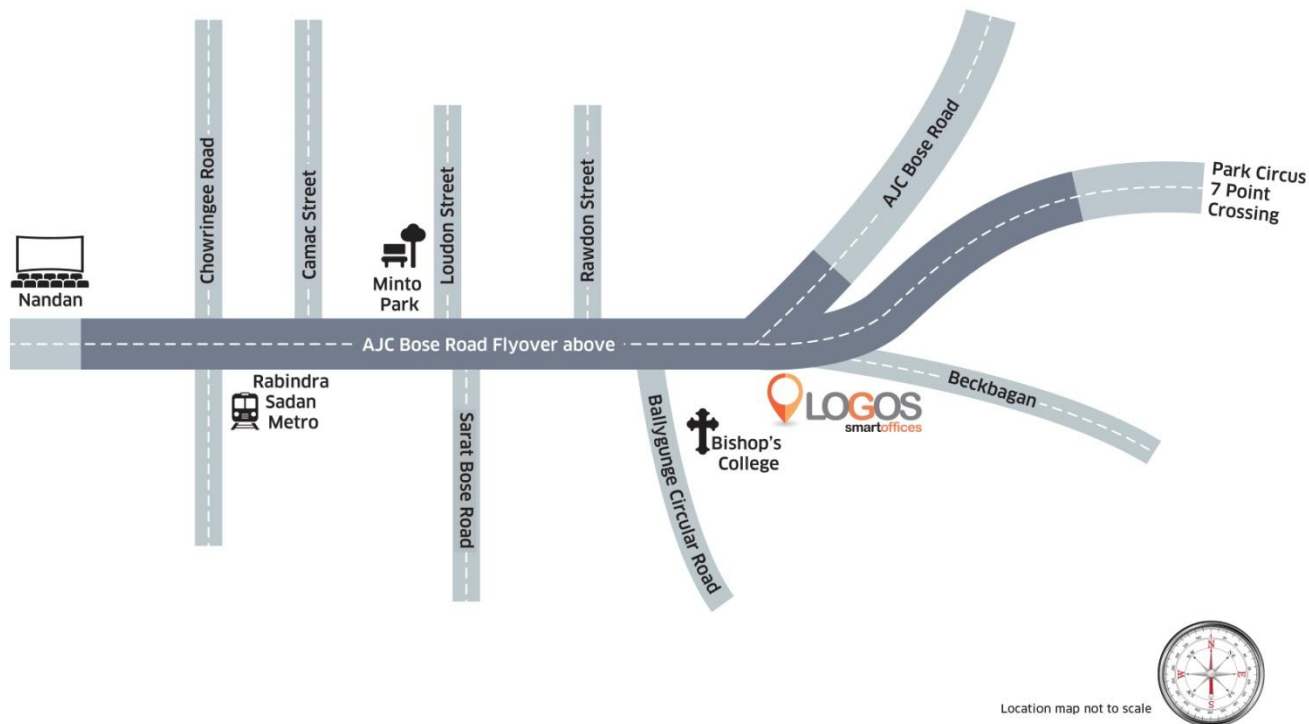 AJC Bose Road
Park Circus
7 Point
Crossing
Chowringee Road
Camac Street
Loudon Street
Rawdon Street
Nandan
Minto
Park
AJC Bose Road Flyover above
Rabindra
Sadan
Metro
Sarat Bose Road
Ballygunge Circular Road
Bishop's
College
LOGOS
smartoffices
Beckbagan
N
W
E
S
Location map not to scale